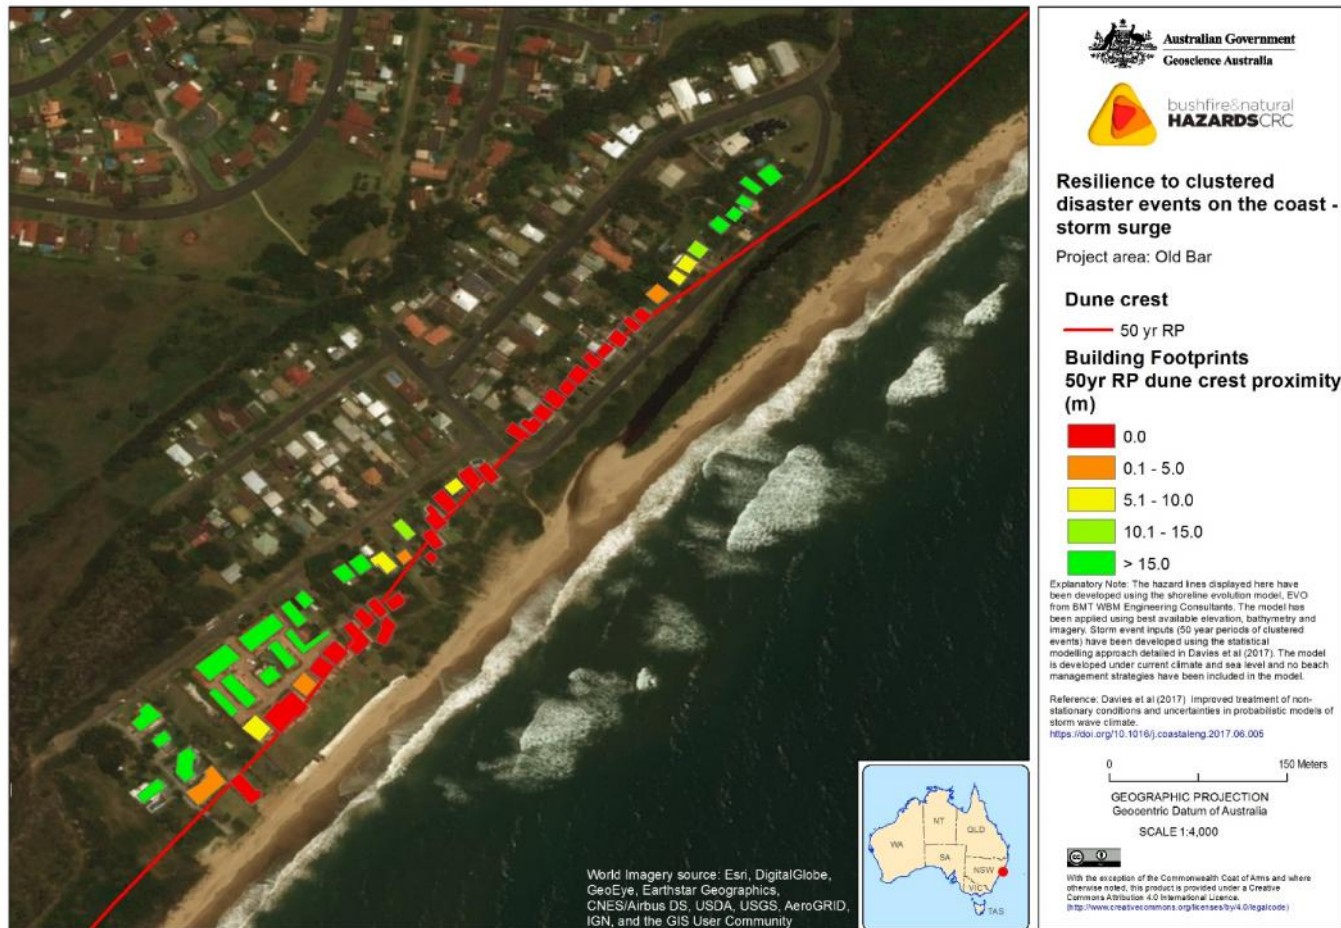 Australian Government
Geoscience Australia
bushfire&natural
HAZARDSCRC
Resilience to clustered
disaster events on the coast -
storm surge
Project area: Old Bar
Dune crest
50 yr RP
Building Footprints
50yr RP dune crest proximity
(m)
0.0
0.1 - 5.0
5.1 - 10.0
10.1 - 15.0
> 15.0
Explanatory Note: The hazard lines displayed here have
been developed using the shoreline evolution model, EVO
from BMT WBM Engineering Consultants. The model has
been applied using best available elevation, bathymetry and
imagery. Storm event inputs (50 year periods of clustered
events) have been developed using the statistical
modelling approach detailed in Davies et al (2017). The model
is developed under current climate and sea level and no beach
management strategies have been included in the model.
Reference: Davies et al (2017) Improved treatment of non-
stationary conditions and uncertainties in probabilistic models of
storm wave climate.
https://doi.org/10.1016/j.coastaleng.2017.06.005
0 150 Meters
GEOGRAPHIC PROJECTION
Geocentric Datum of Australia
SCALE 1:4,000
cc
With the exception of the Commonwealth Coat of Arms and where
otherwise noted, this product is provided under a Creative
Commons Attribution 4.0 International Licence.
(http://www.creativecommons.org/licenses/by/4.0/legalcode)
World Imagery source: Esri, DigitalGlobe,
GeoEye, Earthstar Geographics,
CNES/Airbus DS, USDA, USGS, AeroGRID,
IGN, and the GIS User Community
WA
NT
QLD
SA
NSW
VIC
TAS